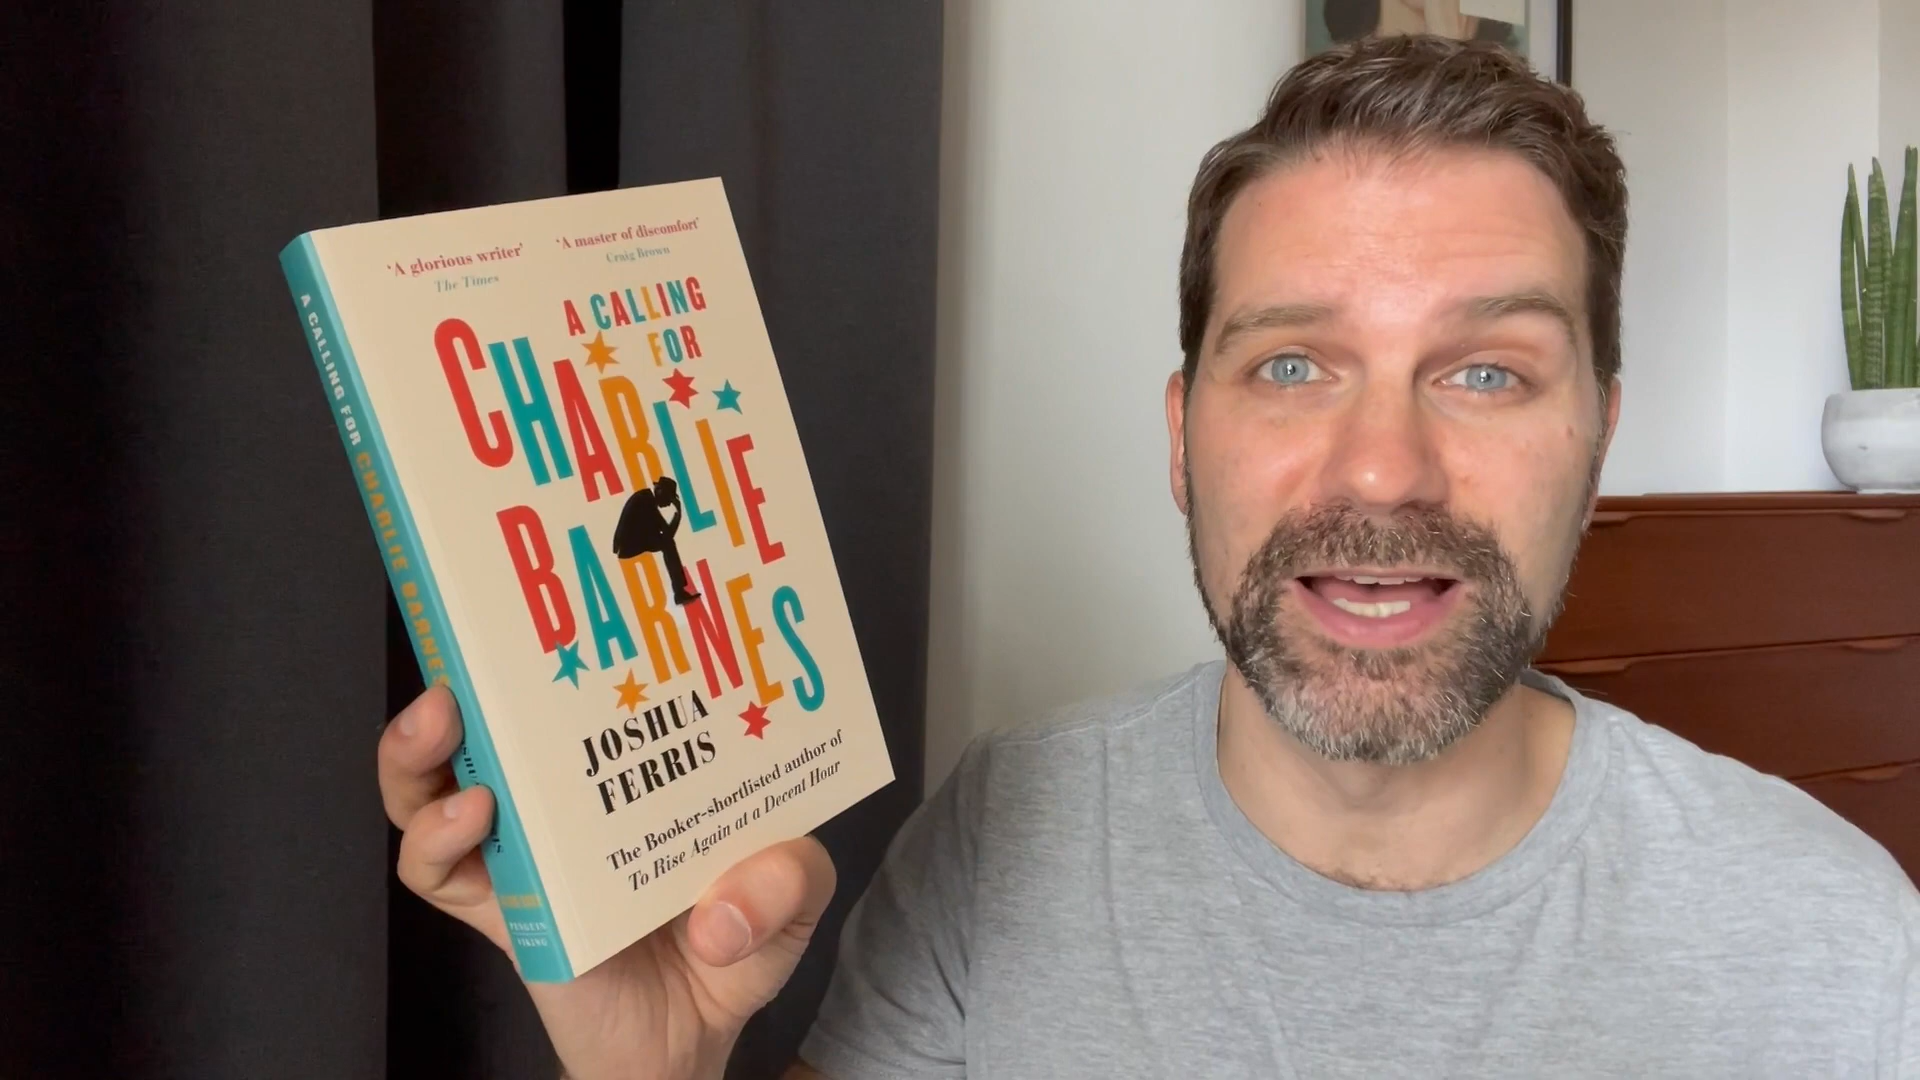 'A glorious writer'
The Times
'A master of discomfort'
Craig Brown
A CALLING
FOR
CHARLIE
BARNES
JOSHUA
FERRIS
The Booker-shortlisted author of
To Rise Again at a Decent Hour
A CALLING FOR CHARLIE BARNES
PENGUIN
VIKING